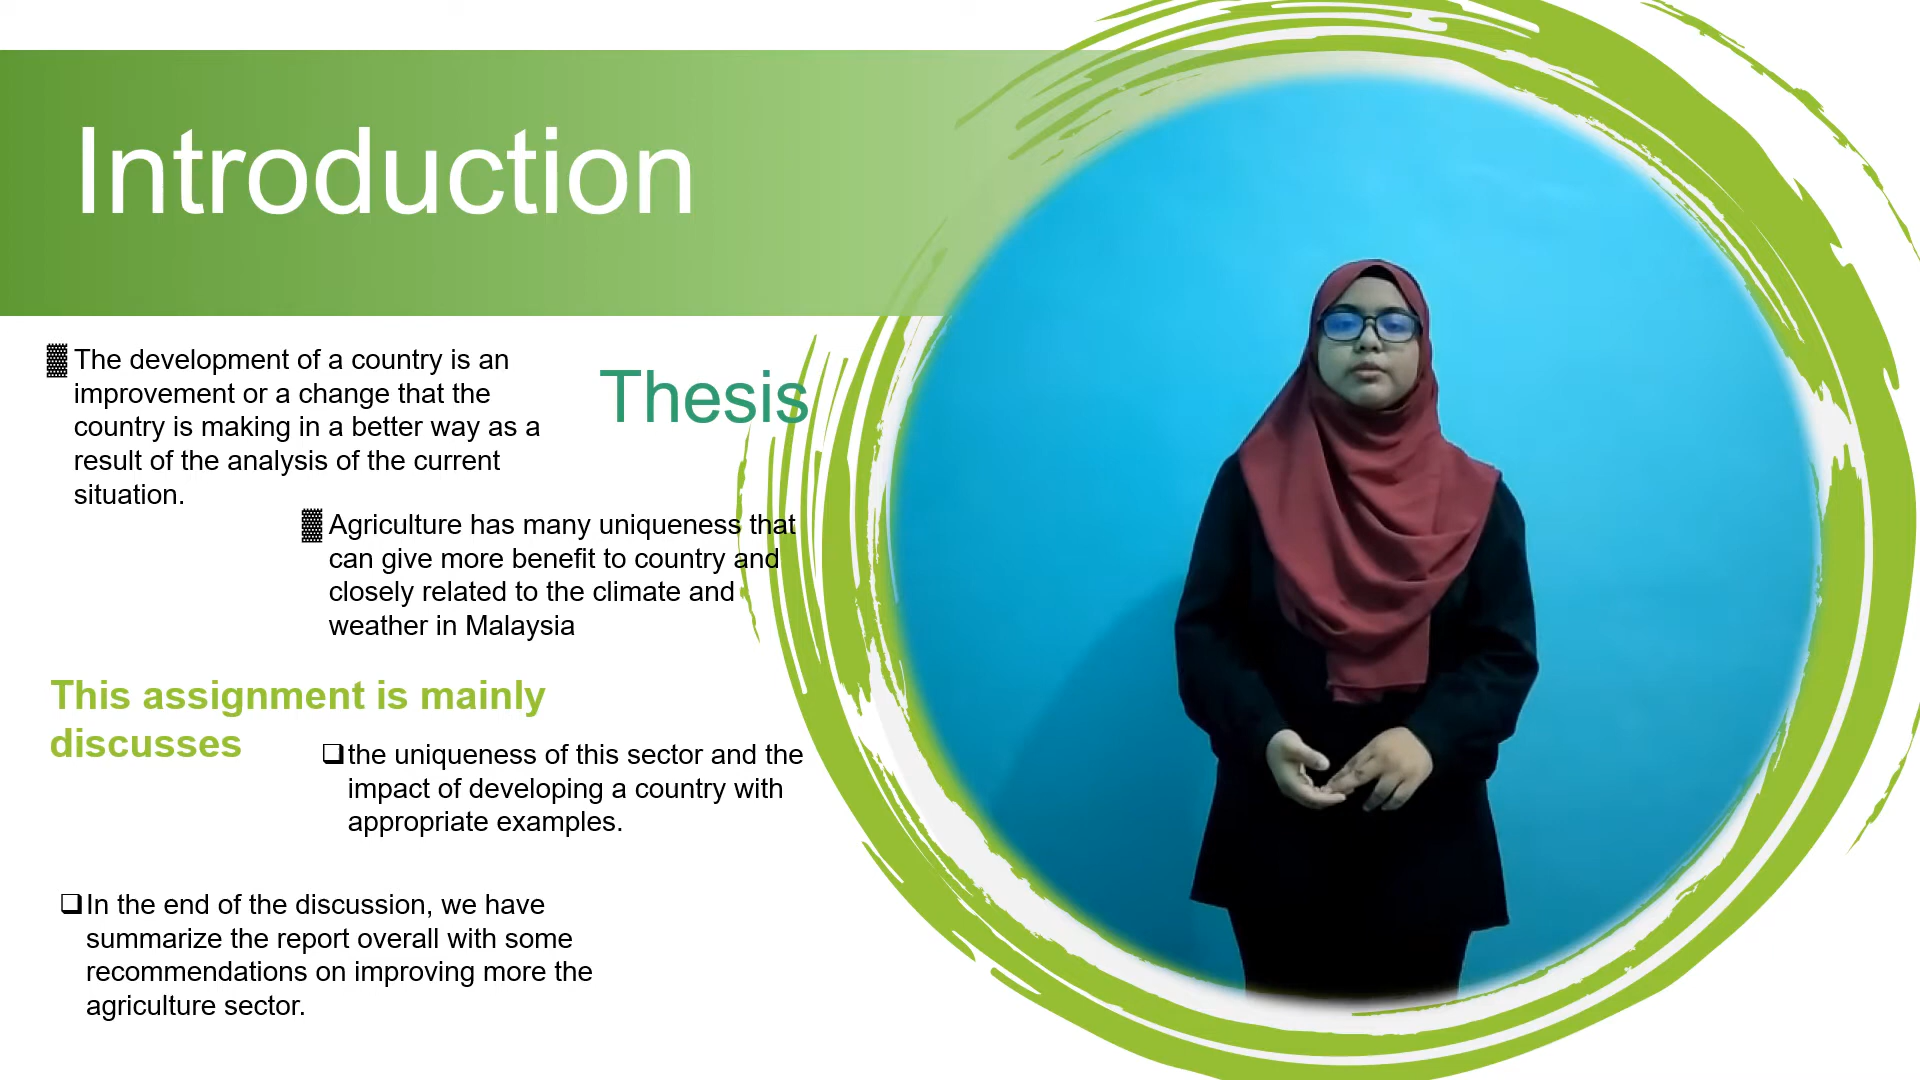 Introduction
The development of a country is an
improvement or a change that the
country is making in a better way as a
result of the analysis of the current
situation.
Thesis
Agriculture has many uniqueness that
can give more benefit to country and
closely related to the climate and
weather in Malaysia
This assignment is mainly
discusses
the uniqueness of this sector and the
impact of developing a country with
appropriate examples.
In the end of the discussion, we have
summarize the report overall with some
recommendations on improving more the
agriculture sector.